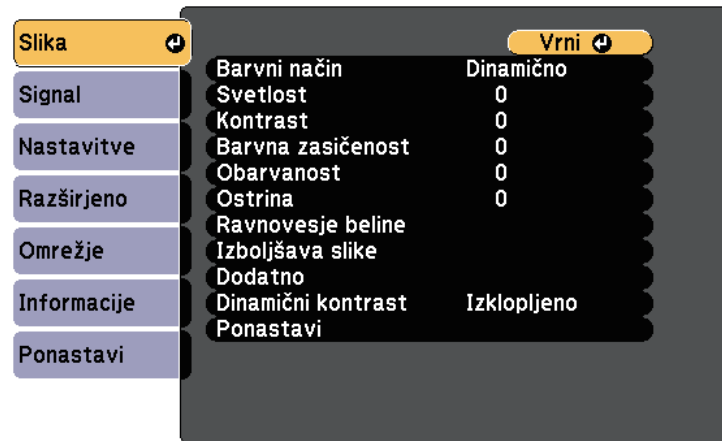 Slika
Signal
Nastavitve
Razširjeno
Omrežje
Informacije
Ponastavi
Vrni
Barvni način Dinamično
Svetlost 0
Kontrast 0
Barvna zasičenost 0
Obarvanost 0
Ostrina 0
Ravnovesje beline
Izboljšava slike
Dodatno
Dinamični kontrast Izklopljeno
Ponastavi